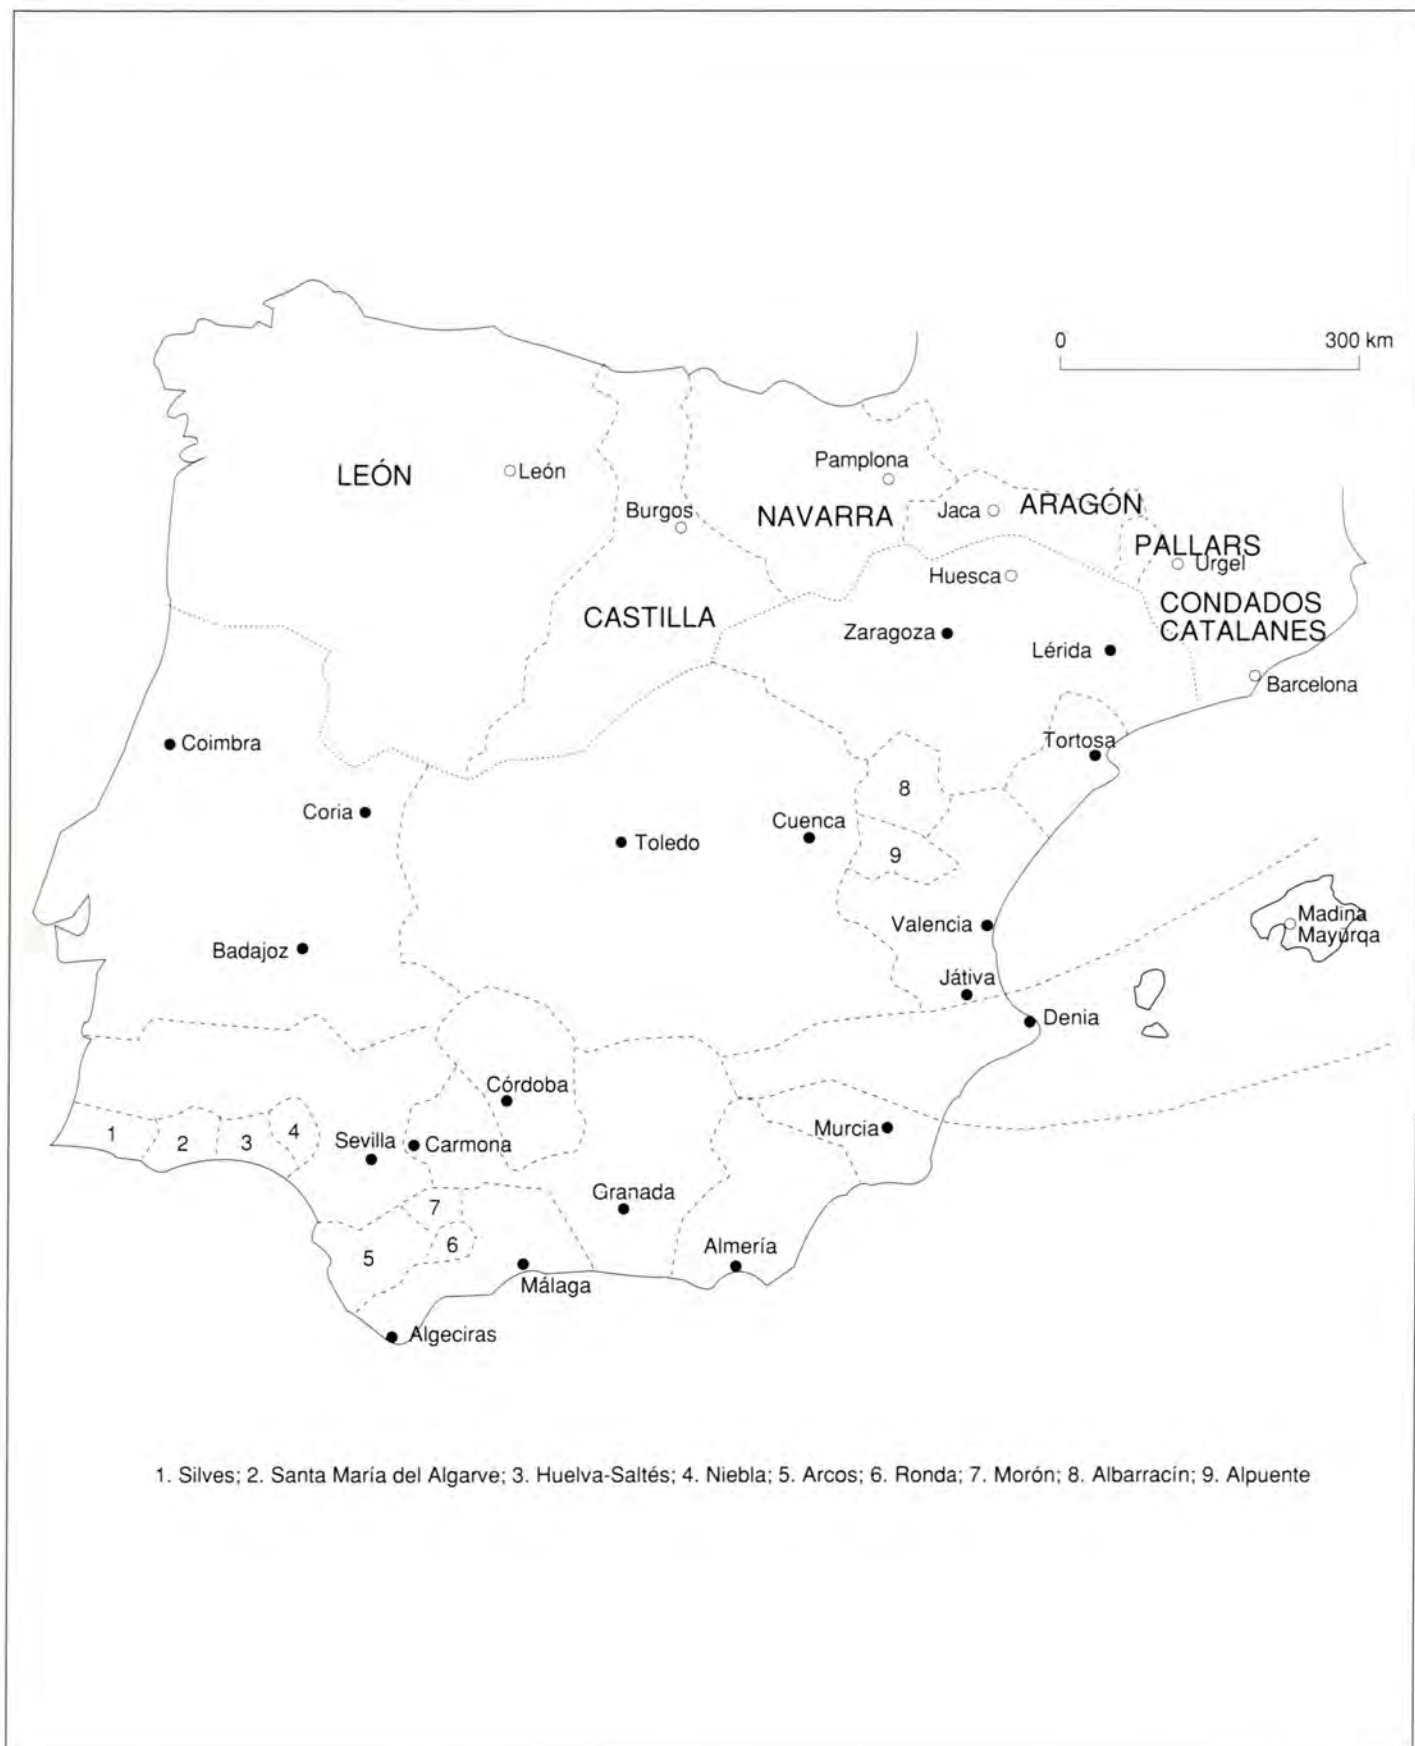 0 300 km
Pamplona
LEÓN
León
Burgos
NAVARRA
Jaca
ARAGÓN
PALLARS
Urgel
Huesca
CASTILLA
CONDADOS
CATALANES
Zaragoza
Lérida
Barcelona
Coimbra
Tortosa
Coria
8
Cuenca
Toledo
9
Valencia
Madina
Mayūrqa
Badajoz
Játiva
Denia
Córdoba
1
2
3
4
Sevilla
Carmona
Murcia
7
Granada
5
6
Almería
Málaga
Algeciras
1. Silves; 2. Santa María del Algarve; 3. Huelva-Saltés; 4. Niebla; 5. Arcos; 6. Ronda; 7. Morón; 8. Albarracín; 9. Alpuente